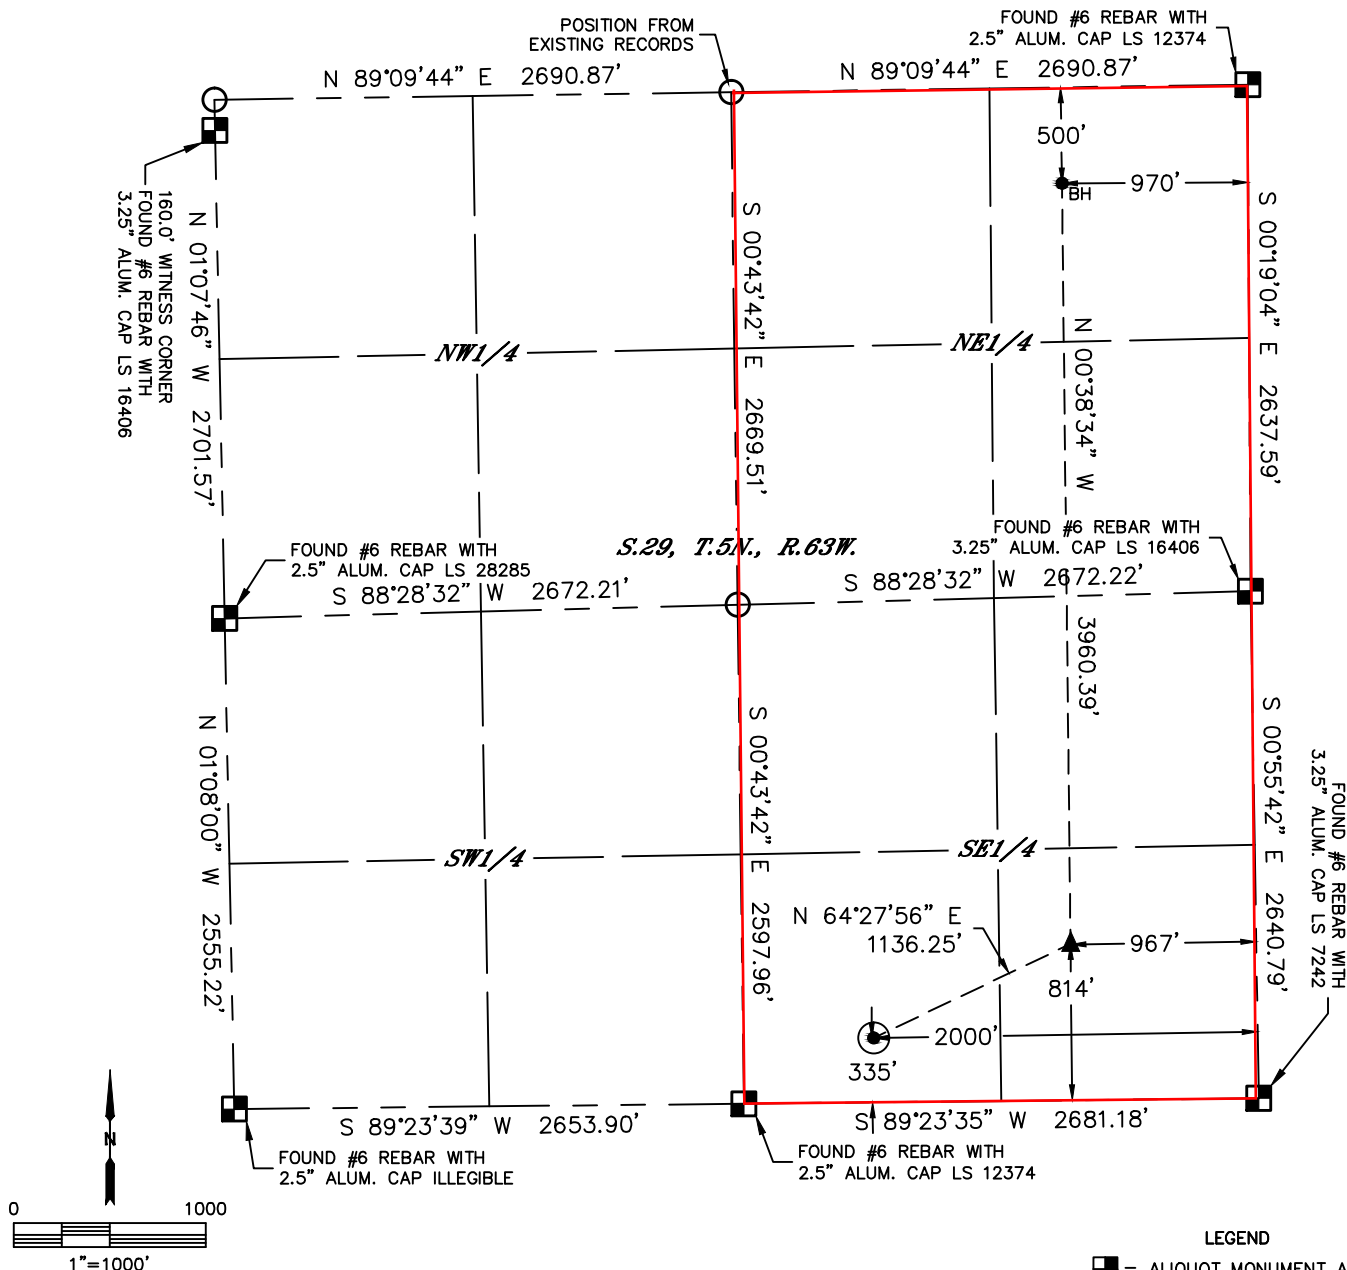 POSITION FROM
EXISTING RECORDS
FOUND #6 REBAR WITH
2.5" ALUM. CAP LS 12374
N 89°09'44" E 2690.87'
N 89°09'44" E 2690.87'
500'
970'
BH
160.0' WITNESS CORNER
FOUND #6 REBAR WITH
3.25" ALUM. CAP LS 16406
N 01°07'46" W 2701.57'
S 00°43'42" E 2669.51'
N 00°38'34" W 3960.39'
S 00°19'04" E 2637.59'
NW1/4
NE1/4
S.29, T.5N., R.63W.
FOUND #6 REBAR WITH
2.5" ALUM. CAP LS 28285
FOUND #6 REBAR WITH
3.25" ALUM. CAP LS 16406
S 88°28'32" W 2672.21'
S 88°28'32" W 2672.22'
N 01°08'00" W 2555.22'
S 00°43'42" E 2597.96'
S 00°55'42" E 2640.79'
FOUND #6 REBAR WITH
3.25" ALUM. CAP LS 7242
SW1/4
SE1/4
N 64°27'56" E
1136.25'
967'
814'
2000'
335'
S 89°23'39" W 2653.90'
S 89°23'35" W 2681.18'
FOUND #6 REBAR WITH
2.5" ALUM. CAP ILLEGIBLE
FOUND #6 REBAR WITH
2.5" ALUM. CAP LS 12374
N
0 1000
1"=1000'
LEGEND
= ALIQUOT MONUMENT A